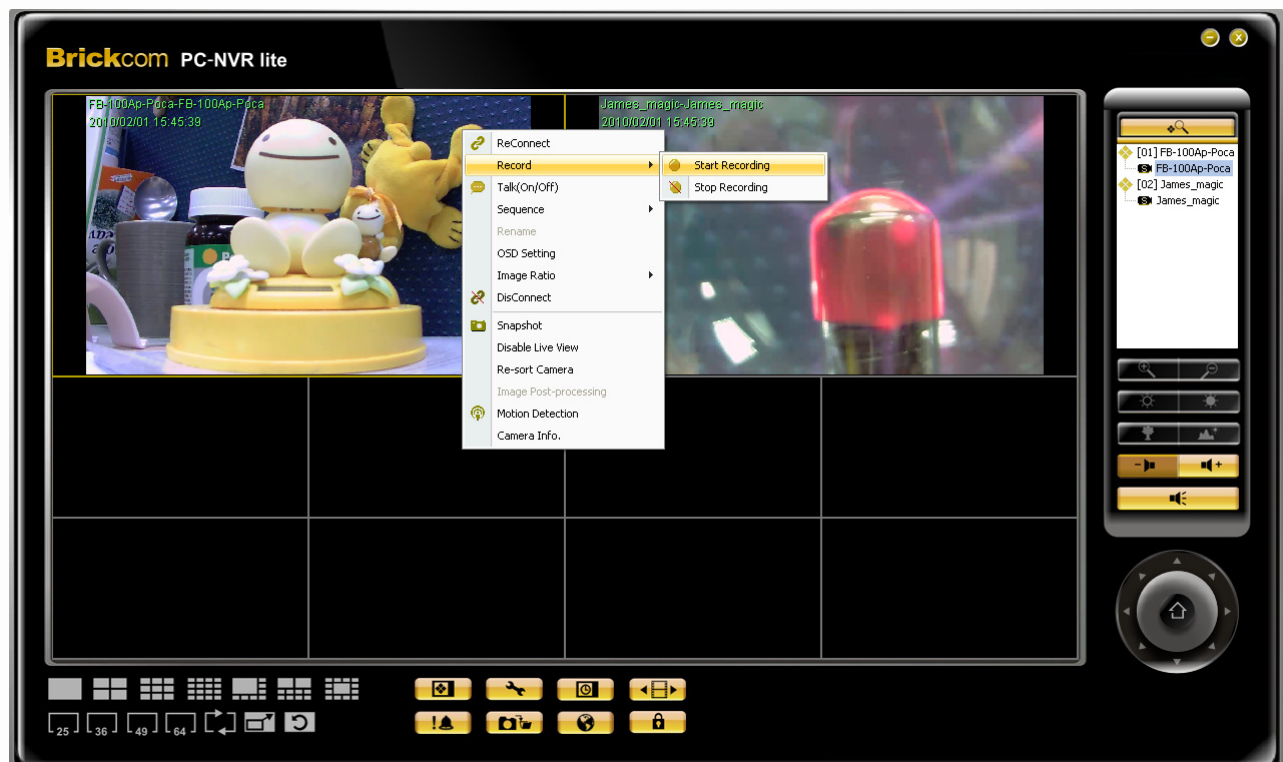 Brickcom PC-NVR lite
FB-100Ap-Poca-FB-100Ap-Poca
2010/02/01 15:45:39
James_magic-James_magic
2010/02/01 15:45:39
ReConnect
Record
Start Recording
Talk(On/Off)
Stop Recording
Sequence
Rename
OSD Setting
Image Ratio
DisConnect
Snapshot
Disable Live View
Re-sort Camera
Image Post-processing
Motion Detection
Camera Info.
[01] FB-100Ap-Poca
FB-100Ap-Poca
[02] James_magic
James_magic
25 36 49 64